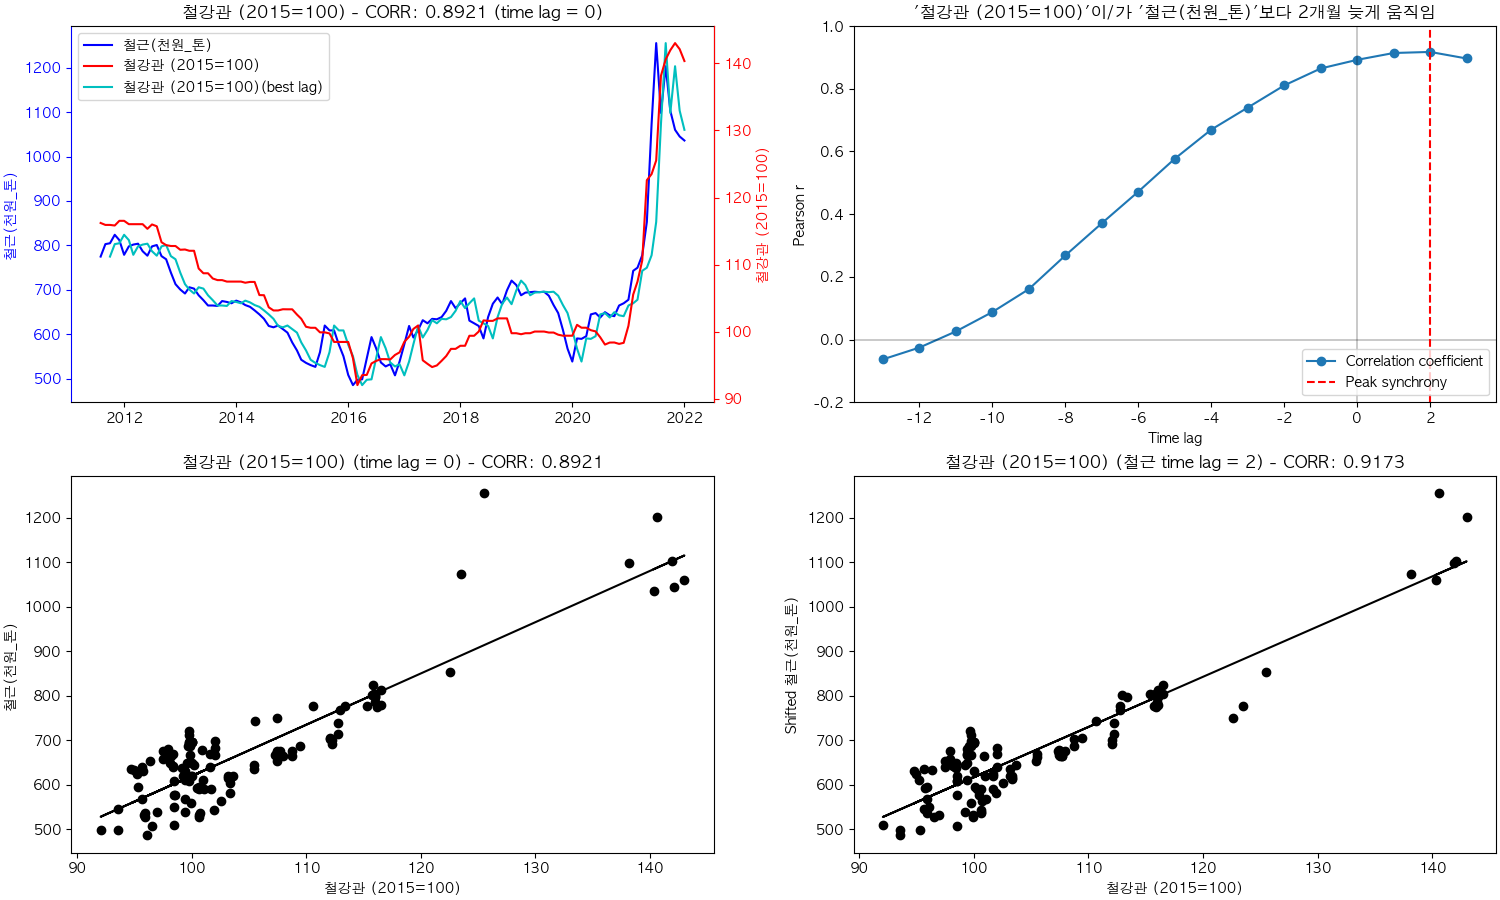 철강관 (2015=100) - CORR: 0.8921 (time lag = 0)
철근(천원_톤)
철강관 (2015=100)
철강관 (2015=100)(best lag)
1200
1100
1000
900
800
700
600
500
철근(천원_톤)
140
130
120
110
100
90
철강관 (2015=100)
2012 2014 2016 2018 2020 2022
'철강관 (2015=100)'이/가 '철근(천원_톤)'보다 2개월 늦게 움직임
1.0
0.8
0.6
0.4
0.2
0.0
-0.2
Pearson r
Correlation coefficient
Peak synchrony
-12 -10 -8 -6 -4 -2 0 2
Time lag
철강관 (2015=100) (time lag = 0) - CORR: 0.8921
1200
1100
1000
900
800
700
600
500
철근(천원_톤)
90 100 110 120 130 140
철강관 (2015=100)
철강관 (2015=100) (철근 time lag = 2) - CORR: 0.9173
1200
1100
1000
900
800
700
600
500
Shifted 철근(천원_톤)
90 100 110 120 130 140
철강관 (2015=100)